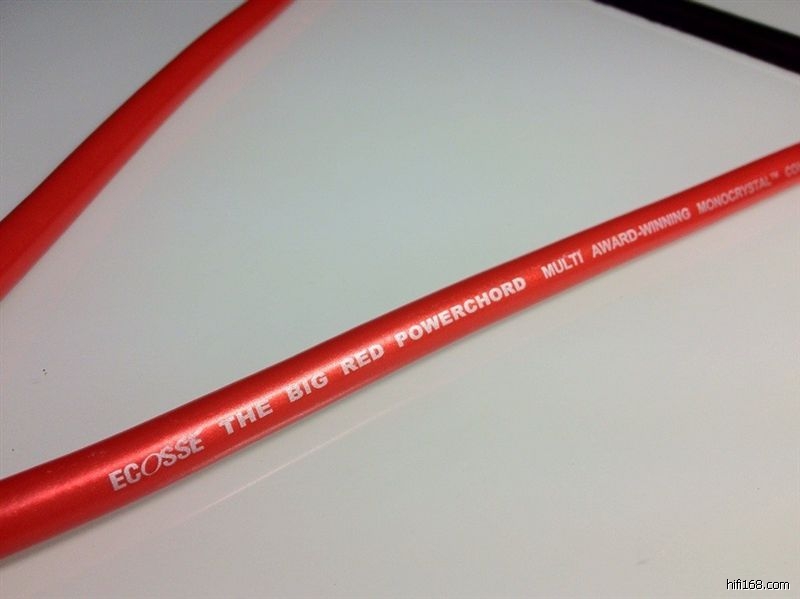 ECOSSE THE BIG RED POWERCHORD MULTI AWARD-WINNING MONOCRYSTAL™
hifi168.com